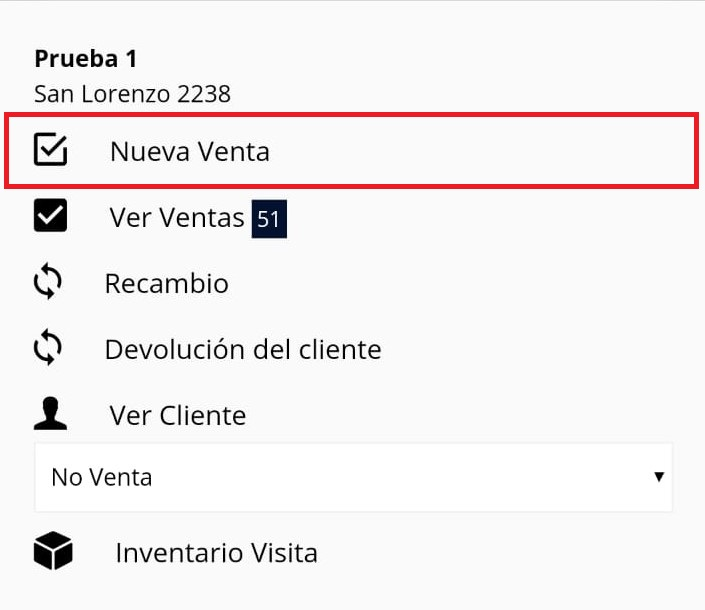 Prueba 1
San Lorenzo 2238
Nueva Venta
Ver Ventas 51
Recambio
Devolución del cliente
Ver Cliente
No Venta
Inventario Visita